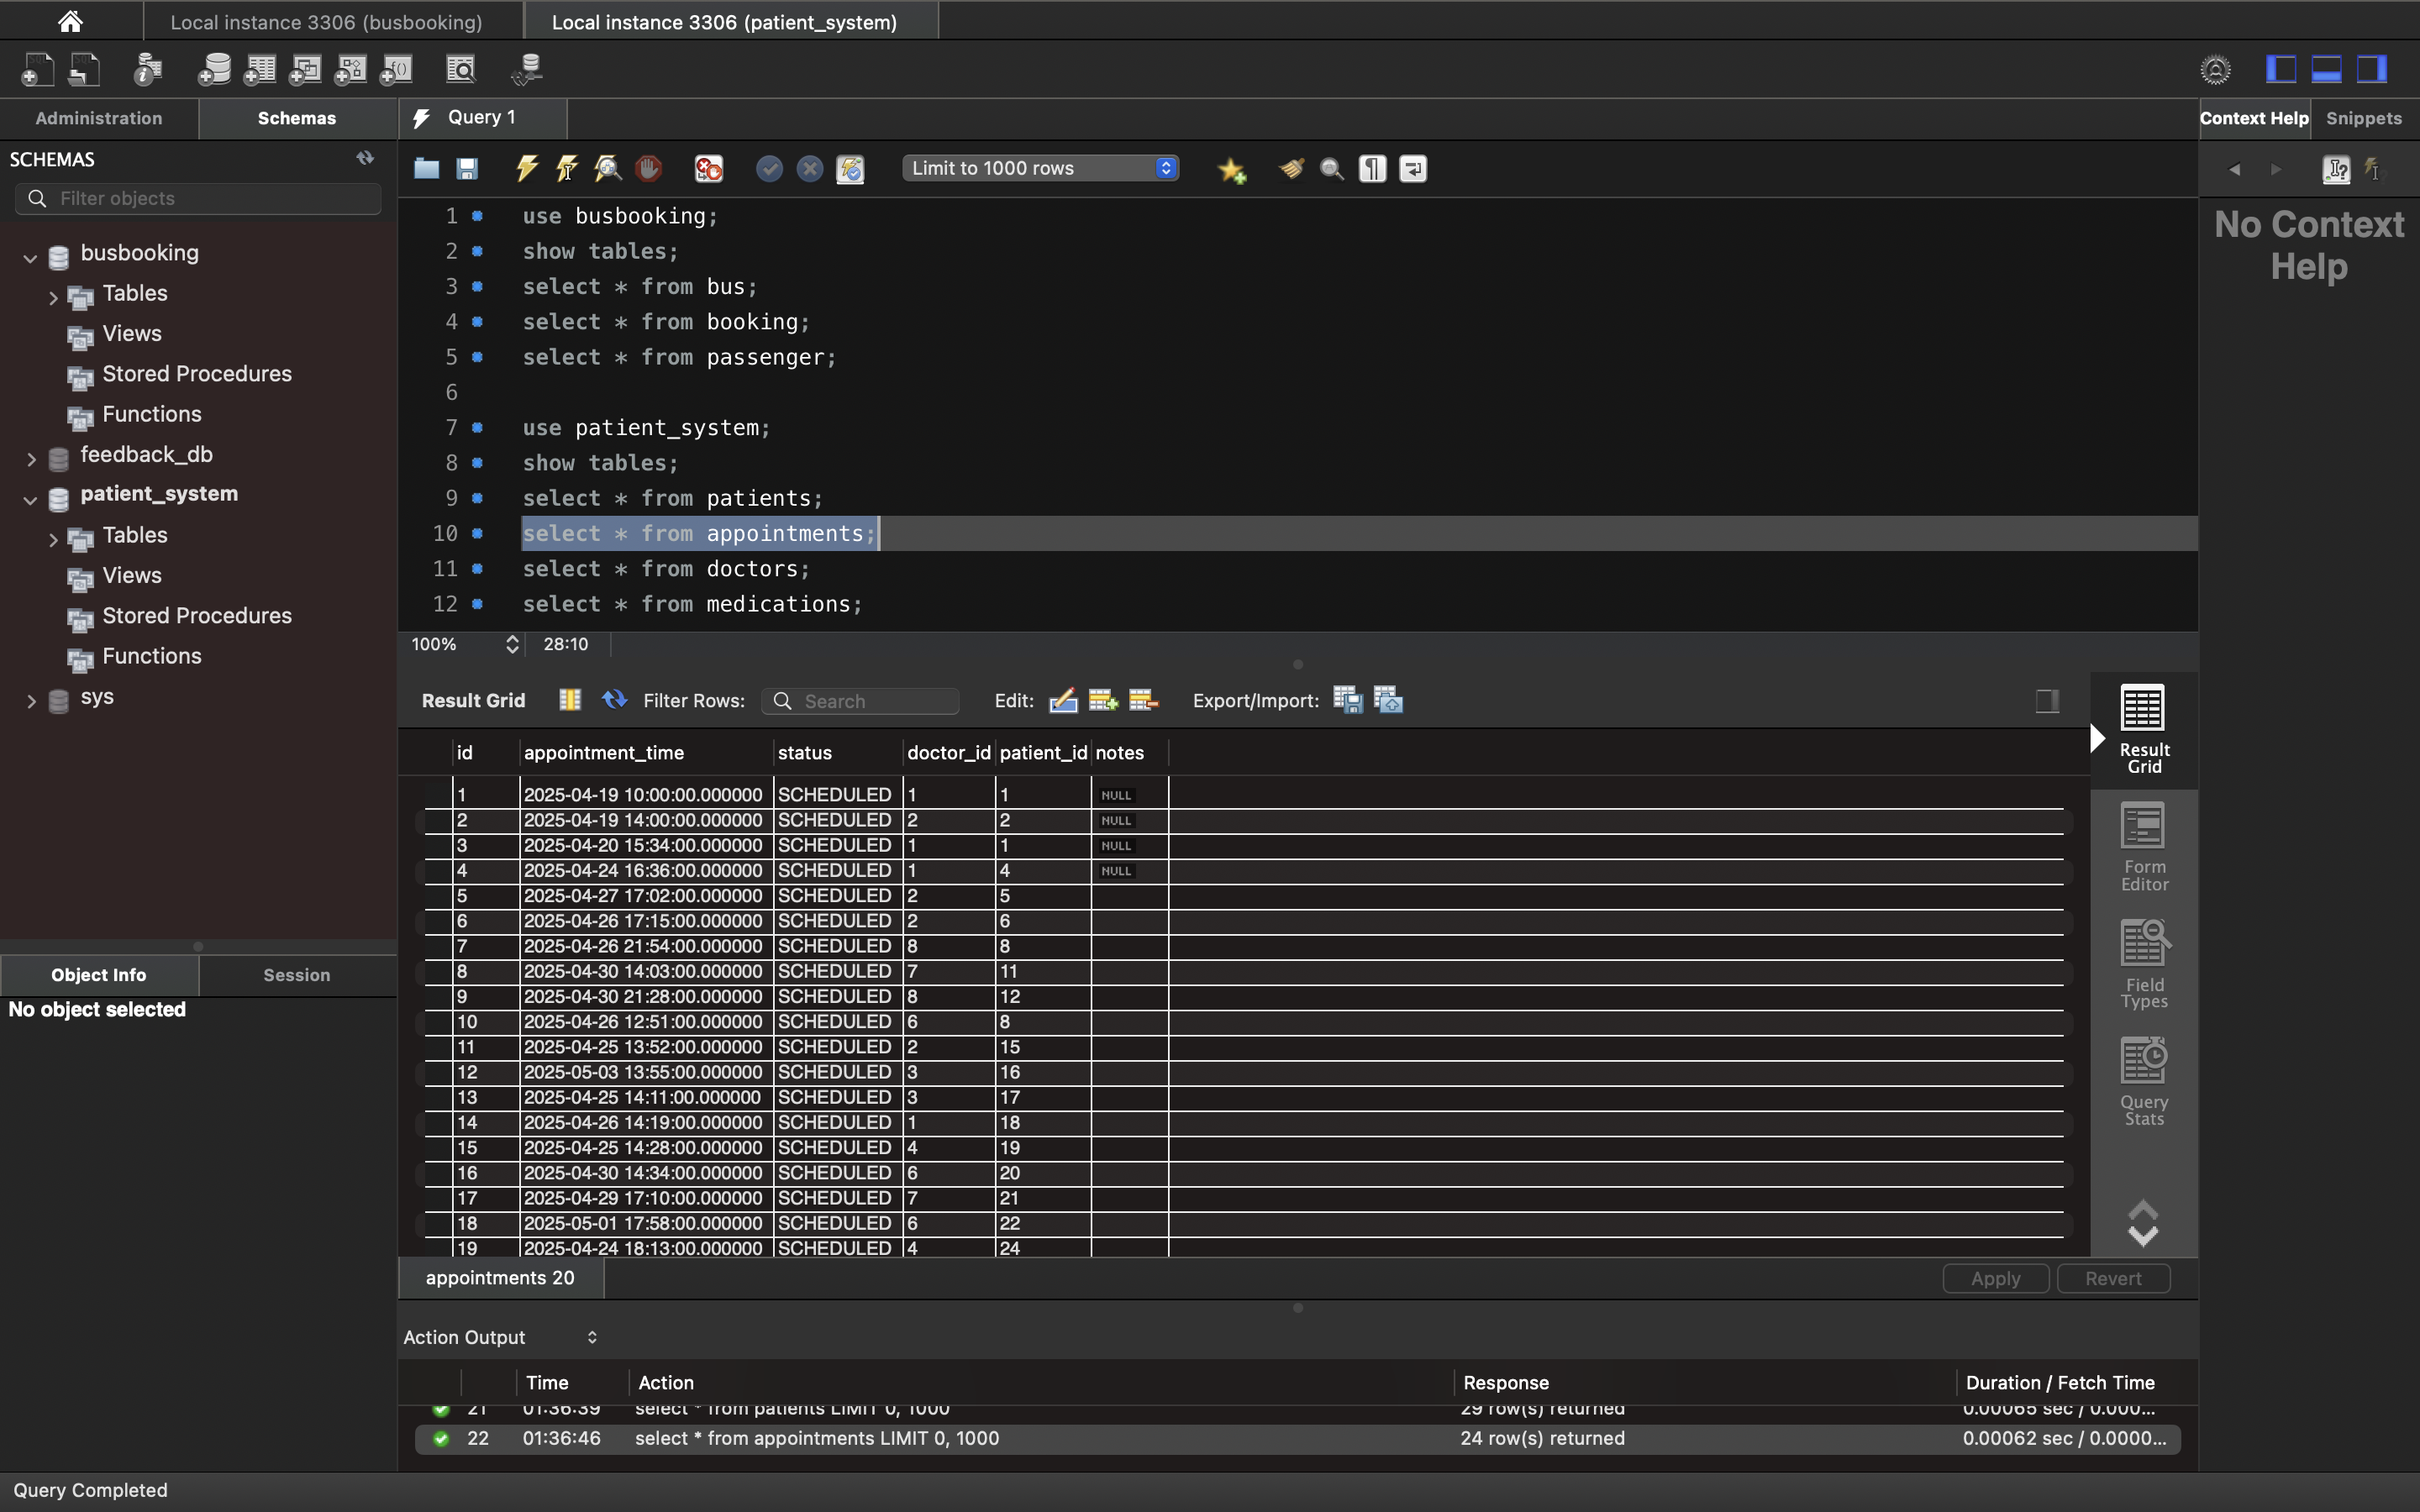 Local instance 3306 (busbooking) Local instance 3306 (patient_system)
Administration Schemas Query 1 Context Help Snippets
SCHEMAS
Limit to 1000 rows
Filter objects
No Context
Help
busbooking
Tables
Views
Stored Procedures
Functions
feedback_db
patient_system
Tables
Views
Stored Procedures
Functions
sys
1 use busbooking;
2 show tables;
3 select * from bus;
4 select * from booking;
5 select * from passenger;
6
7 use patient_system;
8 show tables;
9 select * from patients;
10 select * from appointments;
11 select * from doctors;
12 select * from medications;
100% 28:10
Result Grid Filter Rows: Search Edit: Export/Import:
id appointment_time status doctor_id patient_id notes
1 2025-04-19 10:00:00.000000 SCHEDULED 1 1 NULL
2 2025-04-19 14:00:00.000000 SCHEDULED 2 2 NULL
3 2025-04-20 15:34:00.000000 SCHEDULED 1 1 NULL
4 2025-04-24 16:36:00.000000 SCHEDULED 1 4 NULL
5 2025-04-27 17:02:00.000000 SCHEDULED 2 5
6 2025-04-26 17:15:00.000000 SCHEDULED 2 6
7 2025-04-26 21:54:00.000000 SCHEDULED 8 8
8 2025-04-30 14:03:00.000000 SCHEDULED 7 11
9 2025-04-30 21:28:00.000000 SCHEDULED 8 12
10 2025-04-26 12:51:00.000000 SCHEDULED 6 8
11 2025-04-25 13:52:00.000000 SCHEDULED 2 15
12 2025-05-03 13:55:00.000000 SCHEDULED 3 16
13 2025-04-25 14:11:00.000000 SCHEDULED 3 17
14 2025-04-26 14:19:00.000000 SCHEDULED 1 18
15 2025-04-25 14:28:00.000000 SCHEDULED 4 19
16 2025-04-30 14:34:00.000000 SCHEDULED 6 20
17 2025-04-29 17:10:00.000000 SCHEDULED 7 21
18 2025-05-01 17:58:00.000000 SCHEDULED 6 22
19 2025-04-24 18:13:00.000000 SCHEDULED 4 24
Result
Grid
Form
Editor
Field
Types
Query
Stats
Object Info Session
No object selected
appointments 20 Apply Revert
Action Output
Time Action Response Duration / Fetch Time
21 01:36:39 select * from patients LIMIT 0, 1000 29 row(s) returned 0.00065 sec / 0.000...
22 01:36:46 select * from appointments LIMIT 0, 1000 24 row(s) returned 0.00062 sec / 0.0000...
Query Completed